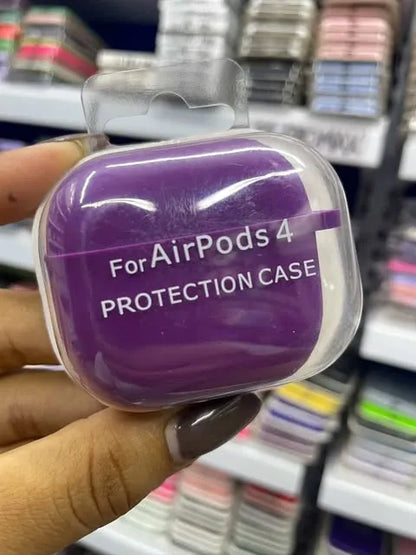 For AirPods 4
PROTECTION CASE